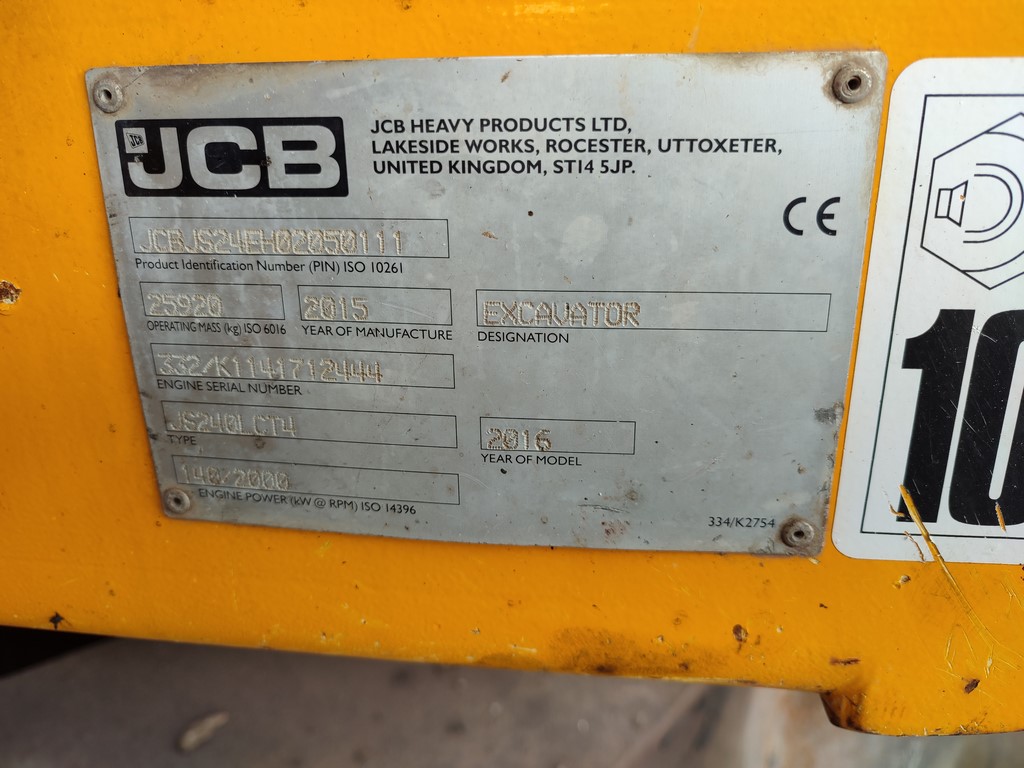 JCB
JCB
JCB HEAVY PRODUCTS LTD,
LAKESIDE WORKS, ROCESTER, UTTOXETER,
UNITED KINGDOM, ST14 5JP.
CE
JCBJS24EH02050111
Product Identification Number (PIN) ISO 10261
25920
2015
EXCAVATOR
OPERATING MASS (kg) ISO 6016
YEAR OF MANUFACTURE
DESIGNATION
332/K1141712444
ENGINE SERIAL NUMBER
JS240LCT4
TYPE
2016
YEAR OF MODEL
140/2000
ENGINE POWER (kW @ RPM) ISO 14396
334/K2754
10